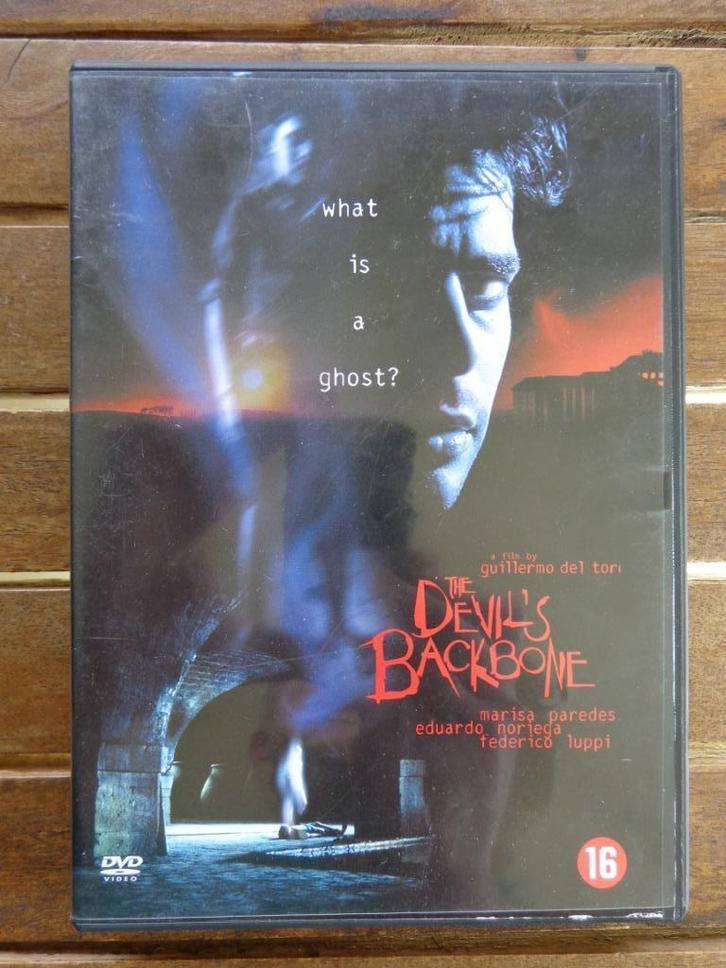 what
is
a
ghost?
a film by
guillermo del tor
THE
DEVIL'S
BACKBONE
marisa paredes
eduardo noriega
federico luppi
DVD
VIDEO
16